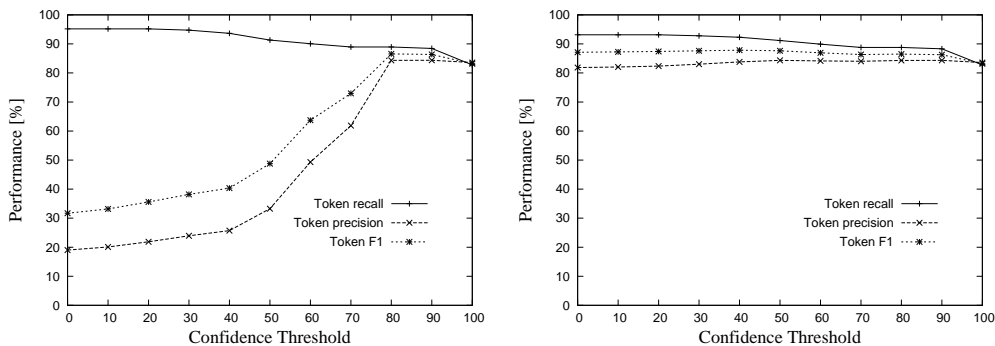 100
90
80
70
60
50
40
30
20
10
0
Performance [%]
Token recall
Token precision
Token F1
0 10 20 30 40 50 60 70 80 90 100
Confidence Threshold
100
90
80
70
60
50
40
30
20
10
0
Performance [%]
Token recall
Token precision
Token F1
0 10 20 30 40 50 60 70 80 90 100
Confidence Threshold